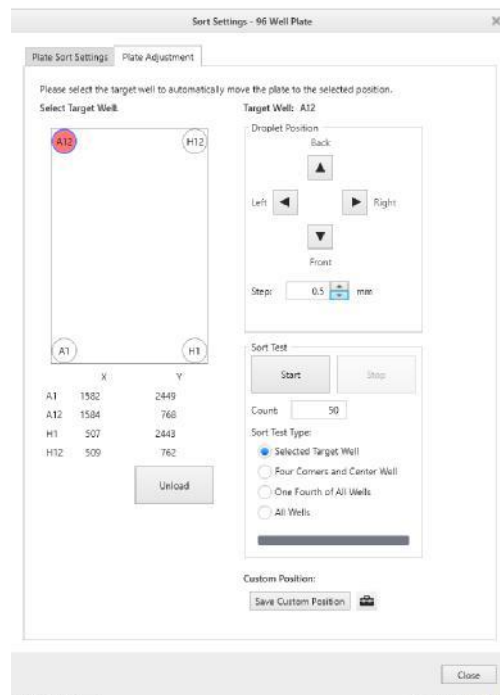 Sort Settings - 96 Well Plate
Plate Sort Settings
Plate Adjustment
Please select the target well to automatically move the plate to the selected position.
Select Target Well:
A12
H12
A1
H1
X Y
A1 1582 2449
A12 1584 768
H1 507 2443
H12 509 762
Unload
Target Well: A12
Droplet Position
Back
Left
Right
Front
Step: 0.5 mm
Sort Test
Start
Stop
Count: 50
Sort Test Type:
Selected Target Well
Four Corners and Center Well
One Fourth of All Wells
All Wells
Custom Position:
Save Custom Position
Close